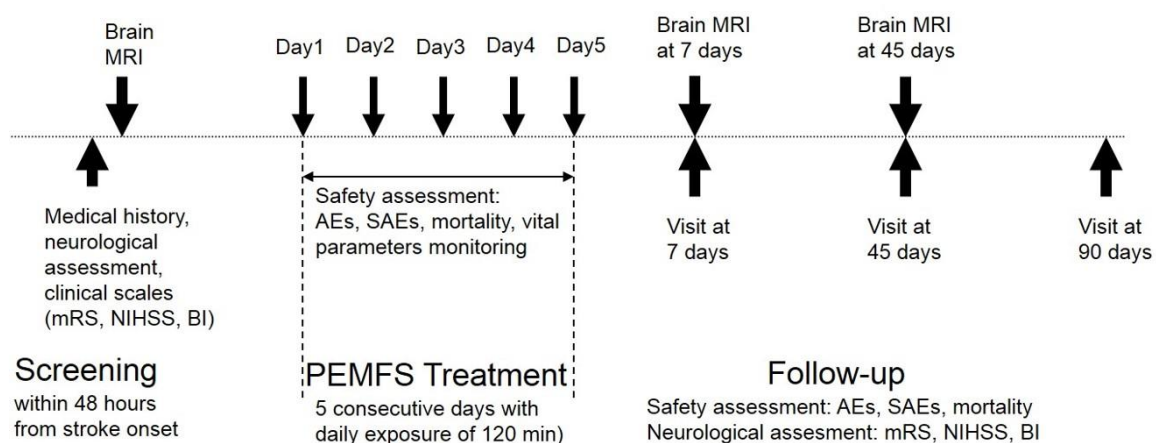 Brain
MRI
Day1
Day2
Day3
Day4
Day5
Brain MRI
at 7 days
Brain MRI
at 45 days
Medical history,
neurological
assessment,
clinical scales
(mRS, NIHSS, BI)
Safety assessment:
AEs, SAEs, mortality, vital
parameters monitoring
Visit at
7 days
Visit at
45 days
Visit at
90 days
Screening
within 48 hours
from stroke onset
PEMFS Treatment
5 consecutive days with
daily exposure of 120 min)
Follow-up
Safety assessment: AEs, SAEs, mortality
Neurological assesment: mRS, NIHSS, BI